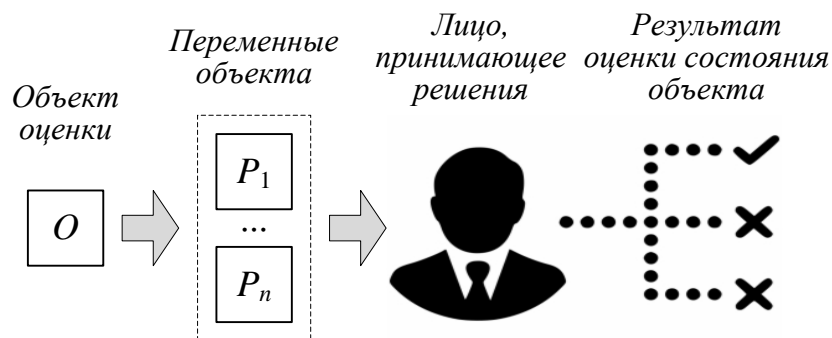 Объект
оценки
O
Переменные
объекта
P1
...
Pn
Лицо,
принимающее
решения
Результат
оценки состояния
объекта